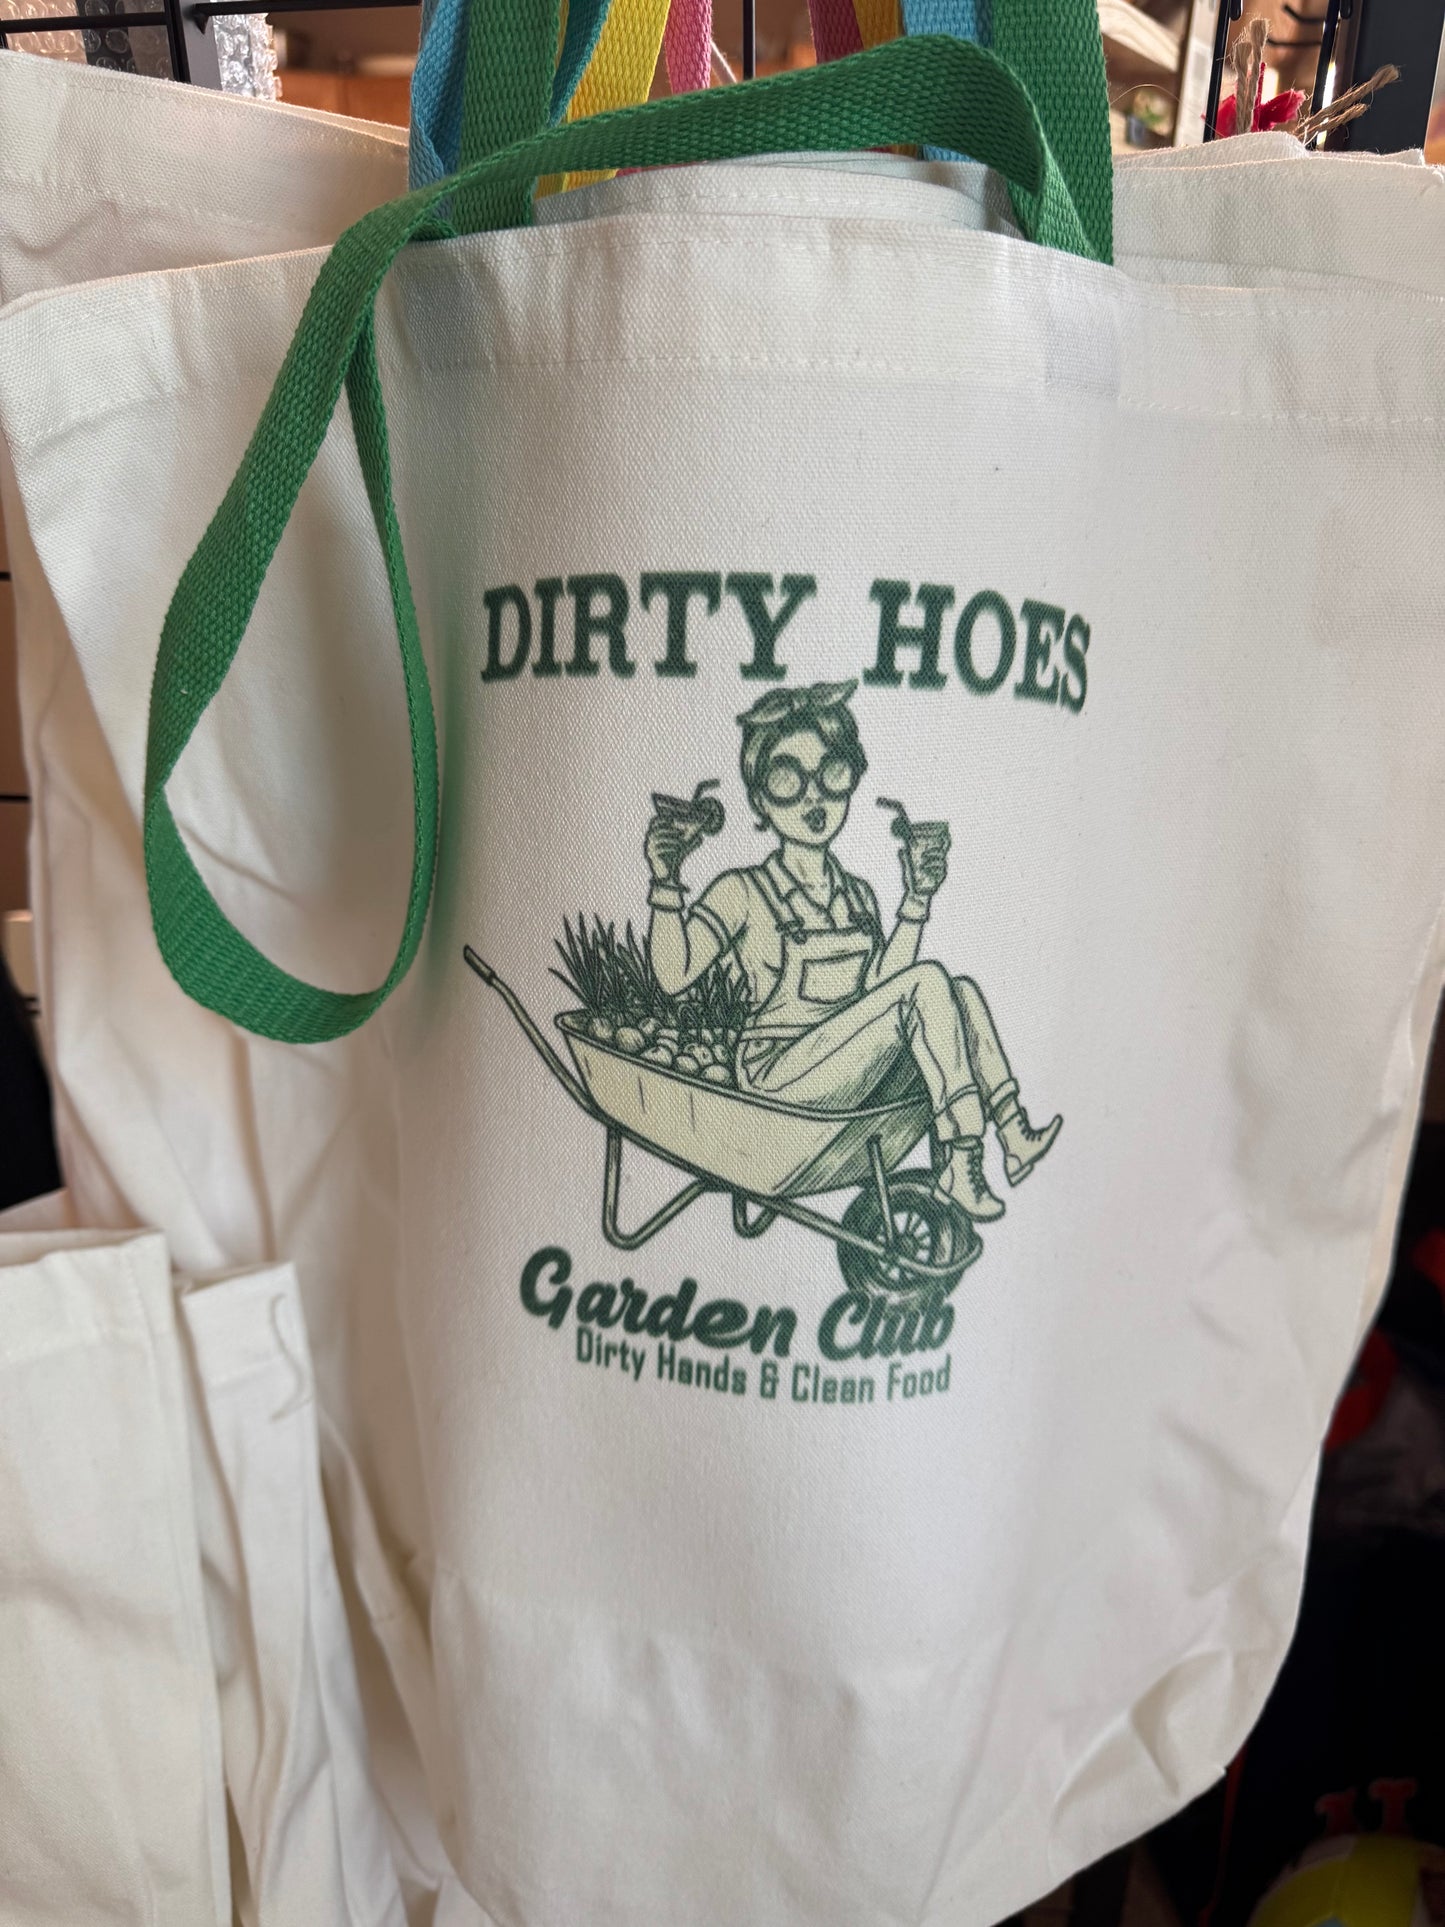 DIRTY HOES
Garden Club
Dirty Hands & Clean Food